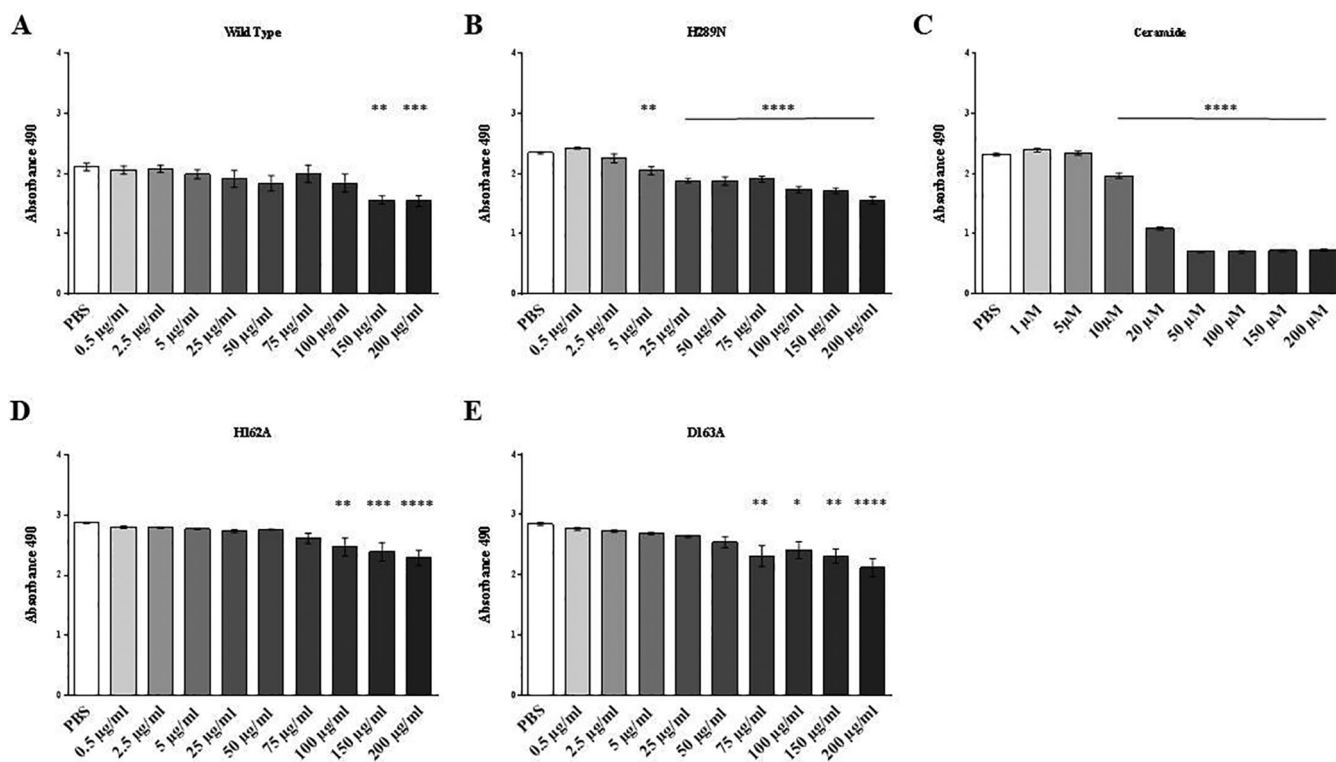 A
Wild Type
Absorbance 490
4
3
2
1
0
** ***
PBS
0.5 µg/ml
2.5 µg/ml
5 µg/ml
25 µg/ml
50 µg/ml
75 µg/ml
100 µg/ml
150 µg/ml
200 µg/ml
B
H289N
Absorbance 490
4
3
2
1
0
** ****
PBS
0.5 µg/ml
2.5 µg/ml
5 µg/ml
25 µg/ml
50 µg/ml
75 µg/ml
100 µg/ml
150 µg/ml
200 µg/ml
C
Ceramide
Absorbance 490
4
3
2
1
0
****
PBS
1 µM
5µM
10µM
20 µM
50 µM
100 µM
150 µM
200 µM
D
H162A
Absorbance 490
4
3
2
1
0
** *** ****
PBS
0.5 µg/ml
2.5 µg/ml
5 µg/ml
25 µg/ml
50 µg/ml
75 µg/ml
100 µg/ml
150 µg/ml
200 µg/ml
E
D163A
Absorbance 490
4
3
2
1
0
** * ** ****
PBS
0.5 µg/ml
2.5 µg/ml
5 µg/ml
25 µg/ml
50 µg/ml
75 µg/ml
100 µg/ml
150 µg/ml
200 µg/ml